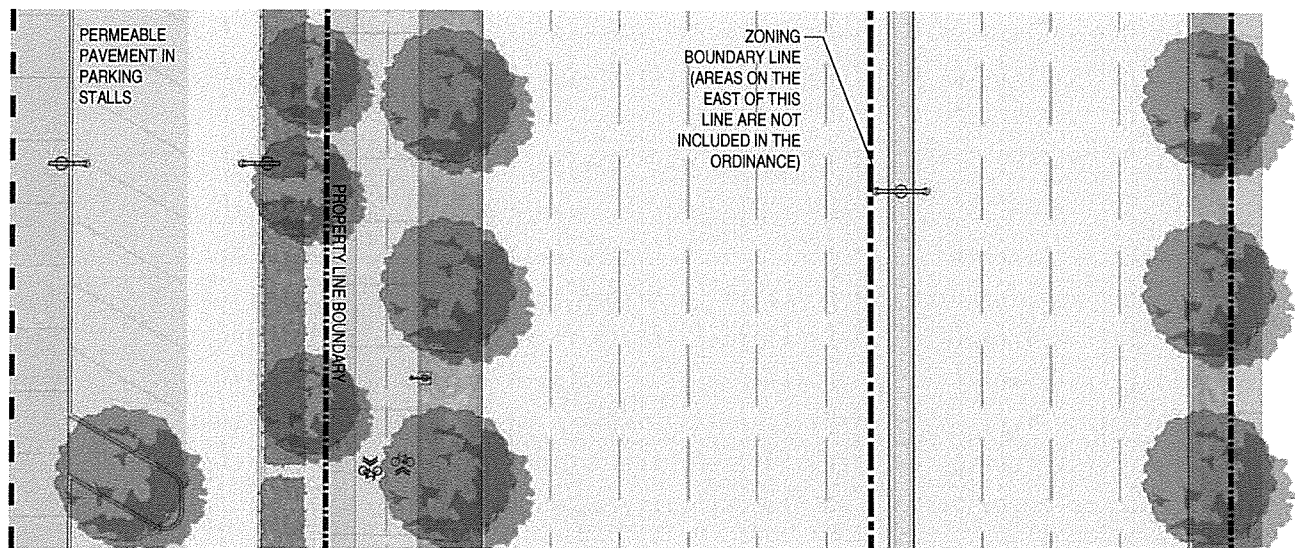 PERMEABLE
PAVEMENT IN
PARKING
STALLS
PROPERTY LINE BOUNDARY
ZONING
BOUNDARY LINE
(AREAS ON THE
EAST OF THIS
LINE ARE NOT
INCLUDED IN THE
ORDINANCE)